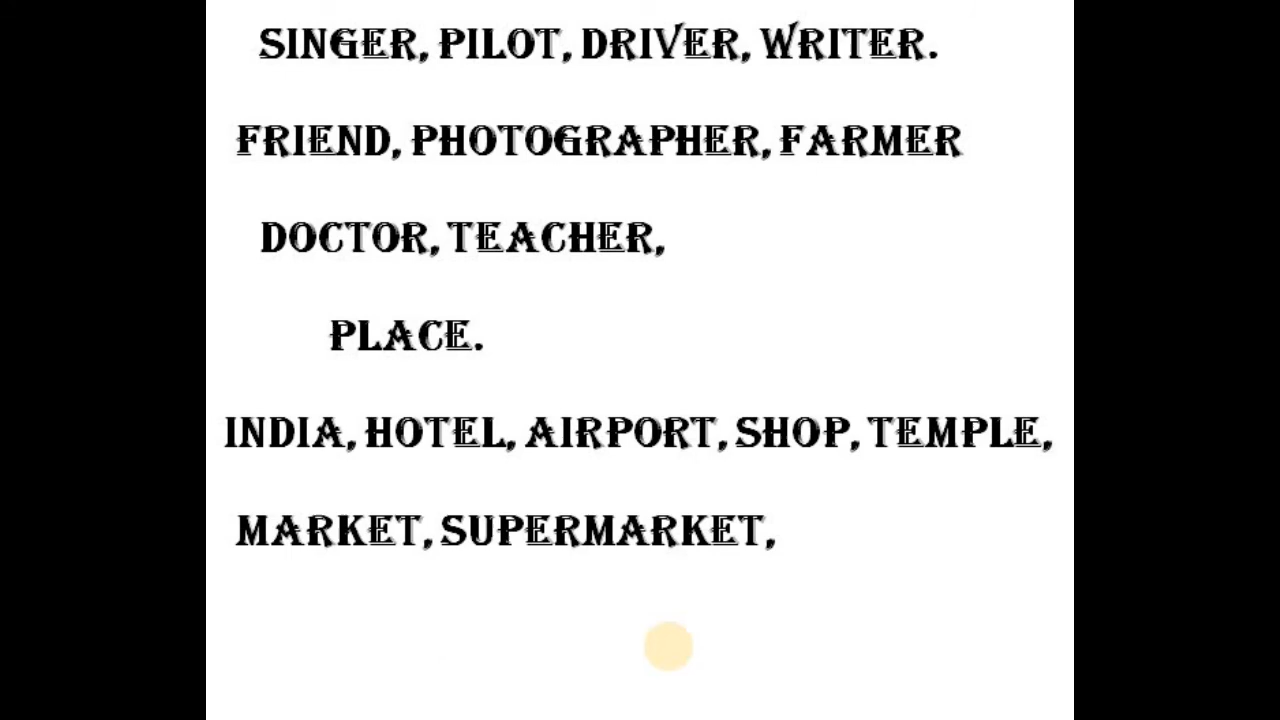 SINGER, PILOT, DRIVER, WRITER.
FRIEND, PHOTOGRAPHER, FARMER
DOCTOR, TEACHER,
PLACE.
INDIA, HOTEL, AIRPORT, SHOP, TEMPLE,
MARKET, SUPERMARKET,